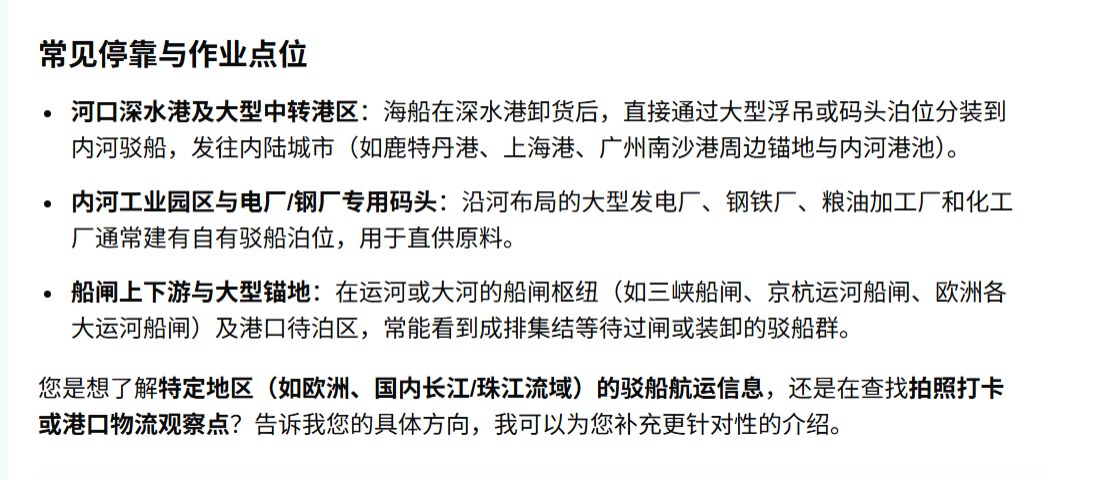 常见停靠与作业点位
• 河口深水港及大型中转港区：海船在深水港卸货后，直接通过大型浮吊或码头泊位分装到
内河驳船，发往内陆城市（如鹿特丹港、上海港、广州南沙港周边锚地与内河港池）。
• 内河工业园区与电厂/钢厂专用码头：沿河布局的大型发电厂、钢铁厂、粮油加工厂和化工
厂通常建有自有驳船泊位，用于直供原料。
• 船闸上下游与大型锚地：在运河或大河的船闸枢纽（如三峡船闸、京杭运河船闸、欧洲各
大运河船闸）及港口待泊区，常能看到成排集结等待过闸或装卸的驳船群。
您是想了解特定地区（如欧洲、国内长江/珠江流域）的驳船航运信息，还是在查找拍照打卡
或港口物流观察点？告诉我您的具体方向，我可以为您补充更针对性的介绍。